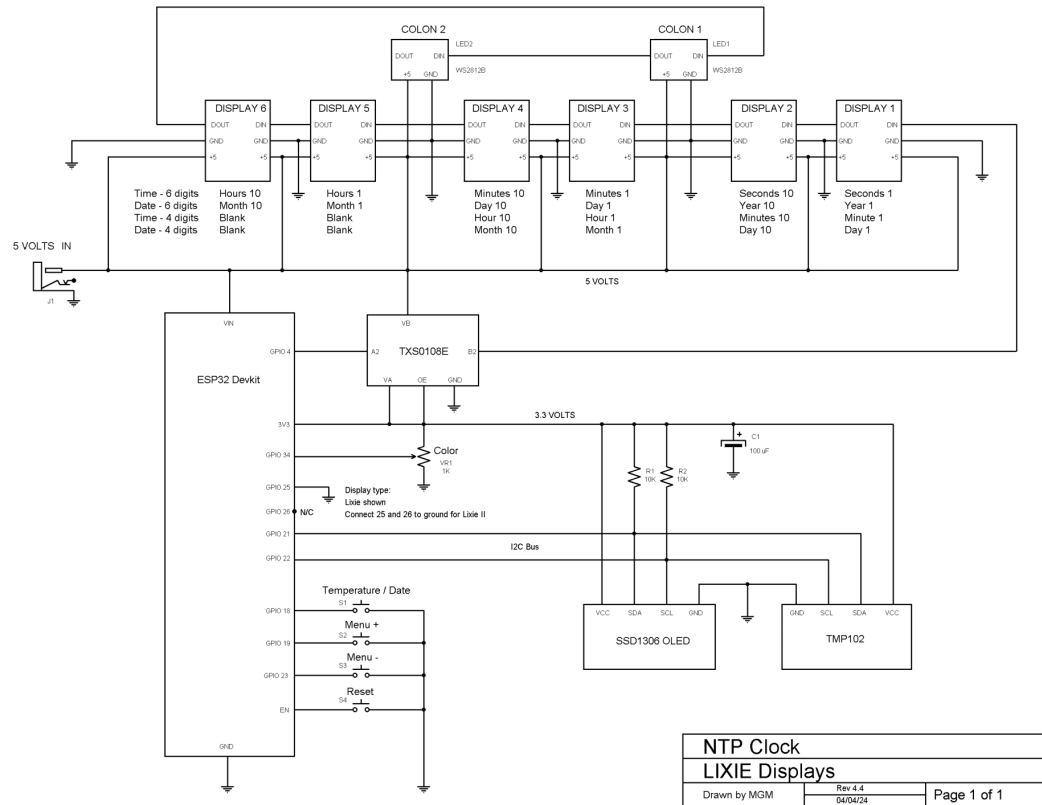 COLON 2
COLON 1
LED2
LED1
DOUT DIN
DOUT DIN
WS2812B
WS2812B
+5 GND
+5 GND
DISPLAY 6
DISPLAY 5
DISPLAY 4
DISPLAY 3
DISPLAY 2
DISPLAY 1
DOUT DIN
DOUT DIN
DOUT DIN
DOUT DIN
DOUT DIN
DOUT DIN
GND GND
GND GND
GND GND
GND GND
GND GND
GND GND
+5 +5
+5 +5
+5 +5
+5 +5
+5 +5
+5 +5
Time - 6 digits Hours 10 Hours 1 Minutes 10 Minutes 1 Seconds 10 Seconds 1
Date - 6 digits Month 10 Month 1 Day 10 Day 1 Year 10 Year 1
Time - 4 digits Blank Blank Hour 10 Hour 1 Minutes 10 Minute 1
Date - 4 digits Blank Blank Month 10 Month 1 Day 10 Day 1
5 VOLTS IN
J1
5 VOLTS
VIN
VB
GPIO 4
A2 TXS0108E B2
ESP32 Devkit
VA OE GND
3V3
3.3 VOLTS
GPIO 34
Color
VR1
1K
+
C1
100 uF
R1
10K
R2
10K
GPIO 25
Display type:
Lixie shown
Connect 25 and 26 to ground for Lixie II
GPIO 26
N/C
GPIO 21
I2C Bus
GPIO 22
Temperature / Date
S1
GPIO 18
Menu +
S2
GPIO 19
Menu -
S3
GPIO 23
Reset
S4
EN
GND
VCC SDA SCL GND
SSD1306 OLED
GND SCL SDA VCC
TMP102
NTP Clock
LIXIE Displays
Drawn by MGM
Rev 4.4
04/04/24
Page 1 of 1